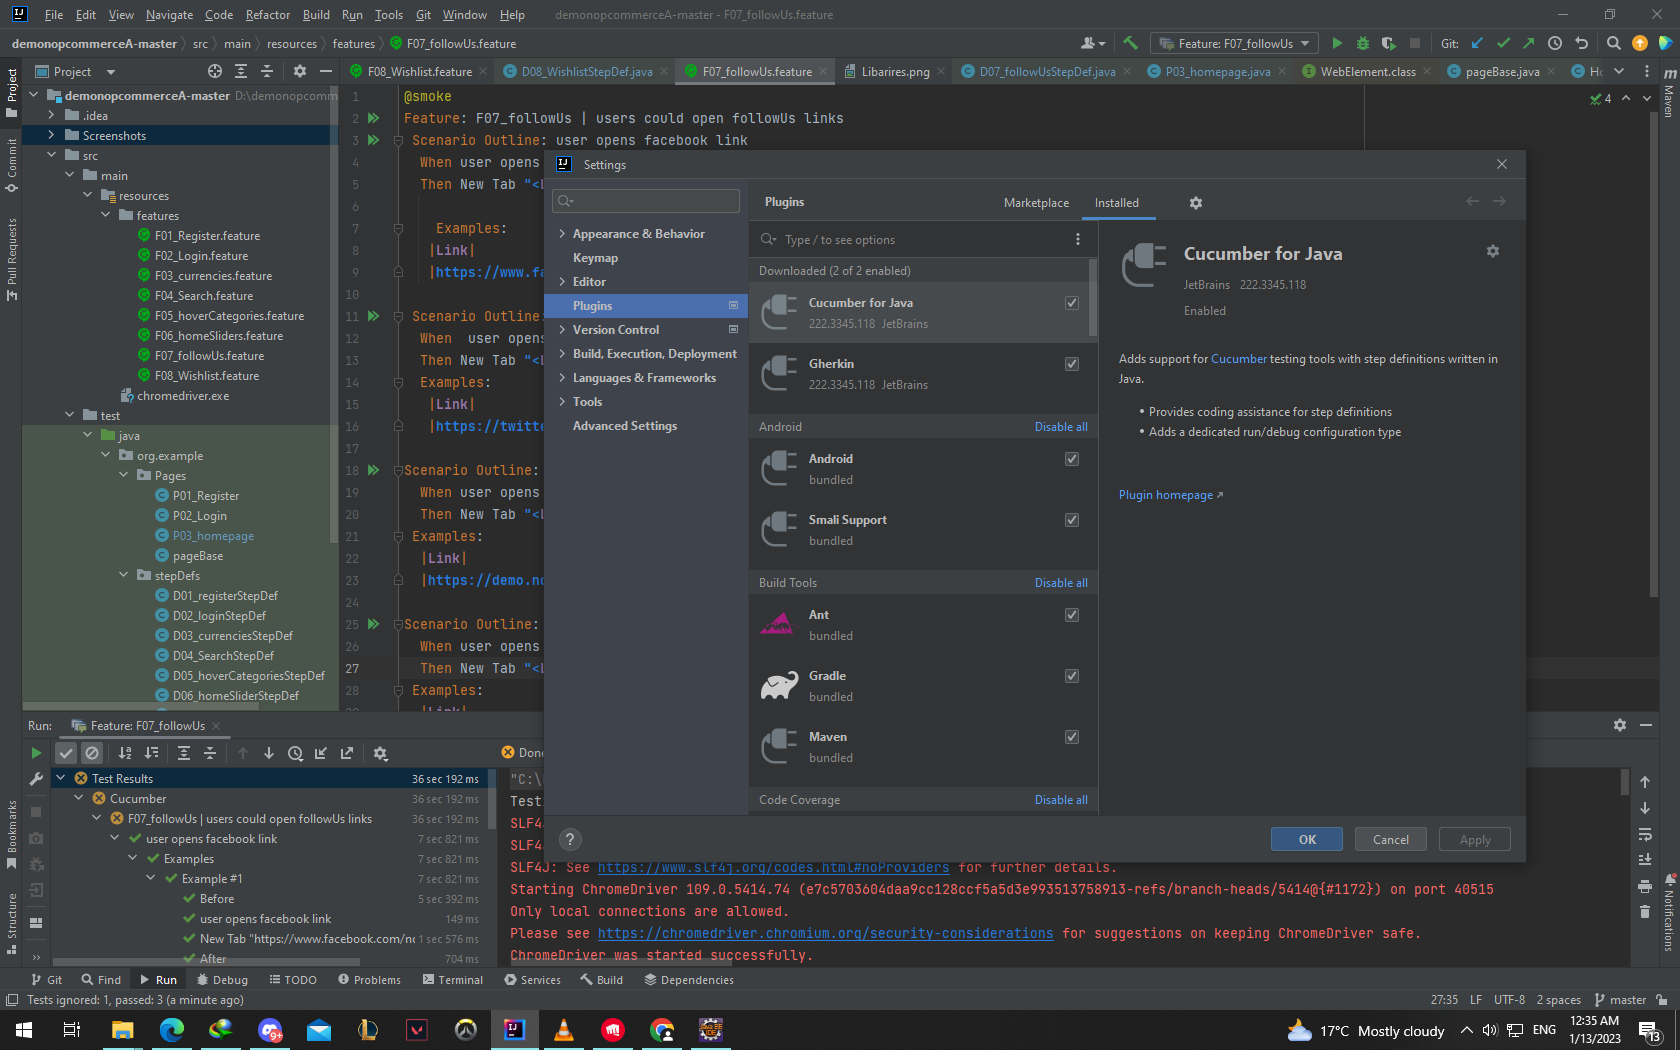 File Edit View Navigate Code Refactor Build Run Tools Git Window Help demonopcommerceA-master - F07_followUs.feature
demonopcommerceA-master src main resources features F07_followUs.feature
Feature: F07_followUs Git:
Project
F08_Wishlist.feature D08_WishlistStepDef.java F07_followUs.feature Libarires.png D07_followUsStepDef.java P03_homepage.java WebElement.class pageBase.java
Project
Commit
Pull Requests
Bookmarks
Structure
demonopcommerceA-master D:\demonopcomm
.idea
Screenshots
src
main
resources
features
F01_Register.feature
F02_Login.feature
F03_currencies.feature
F04_Search.feature
F05_hoverCategories.feature
F06_homeSliders.feature
F07_followUs.feature
F08_Wishlist.feature
chromedriver.exe
test
java
org.example
Pages
P01_Register
P02_Login
P03_homepage
pageBase
stepDefs
D01_registerStepDef
D02_loginStepDef
D03_currenciesStepDef
D04_SearchStepDef
D05_hoverCategoriesStepDef
D06_homeSliderStepDef
1 @smoke
2 Feature: F07_followUs | users could open followUs links
3 Scenario Outline: user opens facebook link
4 When user opens
5 Then New Tab "<L
6
7 Examples:
8 |Link|
9 |https://www.fa
10
11 Scenario Outline:
12 When user opens
13 Then New Tab "<L
14 Examples:
15 |Link|
16 |https://twitte
17
18 Scenario Outline:
19 When user opens
20 Then New Tab "<L
21 Examples:
22 |Link|
23 |https://demo.no
24
25 Scenario Outline:
26 When user opens
27 Then New Tab "<L
28 Examples:
|Link|
4
Maven
Notifications
Settings
Appearance & Behavior
Keymap
Editor
Plugins
Version Control
Build, Execution, Deployment
Languages & Frameworks
Tools
Advanced Settings
Plugins Marketplace Installed
Type / to see options
Downloaded (2 of 2 enabled)
Cucumber for Java
222.3345.118 JetBrains
Gherkin
222.3345.118 JetBrains
Android Disable all
Android
bundled
Smali Support
bundled
Build Tools Disable all
Ant
bundled
Gradle
bundled
Maven
bundled
Code Coverage Disable all
Cucumber for Java
JetBrains 222.3345.118
Enabled
Adds support for Cucumber testing tools with step definitions written in
Java.
• Provides coding assistance for step definitions
• Adds a dedicated run/debug configuration type
Plugin homepage
? OK Cancel Apply
Run: Feature: F07_followUs
Done
Test Results 36 sec 192 ms
Cucumber 36 sec 192 ms
F07_followUs | users could open followUs links 36 sec 192 ms
user opens facebook link 7 sec 821 ms
Examples 7 sec 821 ms
Example #1 7 sec 821 ms
Before 5 sec 392 ms
user opens facebook link 149 ms
New Tab "https://www.facebook.com/nc 1 sec 576 ms
After 704 ms
"C:\
Test
SLF4
SLF4
SLF4J: See https://www.slf4j.org/codes.html#noProviders for further details.
Starting ChromeDriver 109.0.5414.74 (e7c5703604daa9cc128ccf5a5d3e993513758913-refs/branch-heads/5414@{#1172}) on port 40515
Only local connections are allowed.
Please see https://chromedriver.chromium.org/security-considerations for suggestions on keeping ChromeDriver safe.
ChromeDriver was started successfully.
Git Find Run Debug TODO Problems Terminal Services Build Dependencies
Tests ignored: 1, passed: 3 (a minute ago) 27:35 LF UTF-8 2 spaces master
9+ 17°C Mostly cloudy ENG 12:35 AM
1/13/2023 13